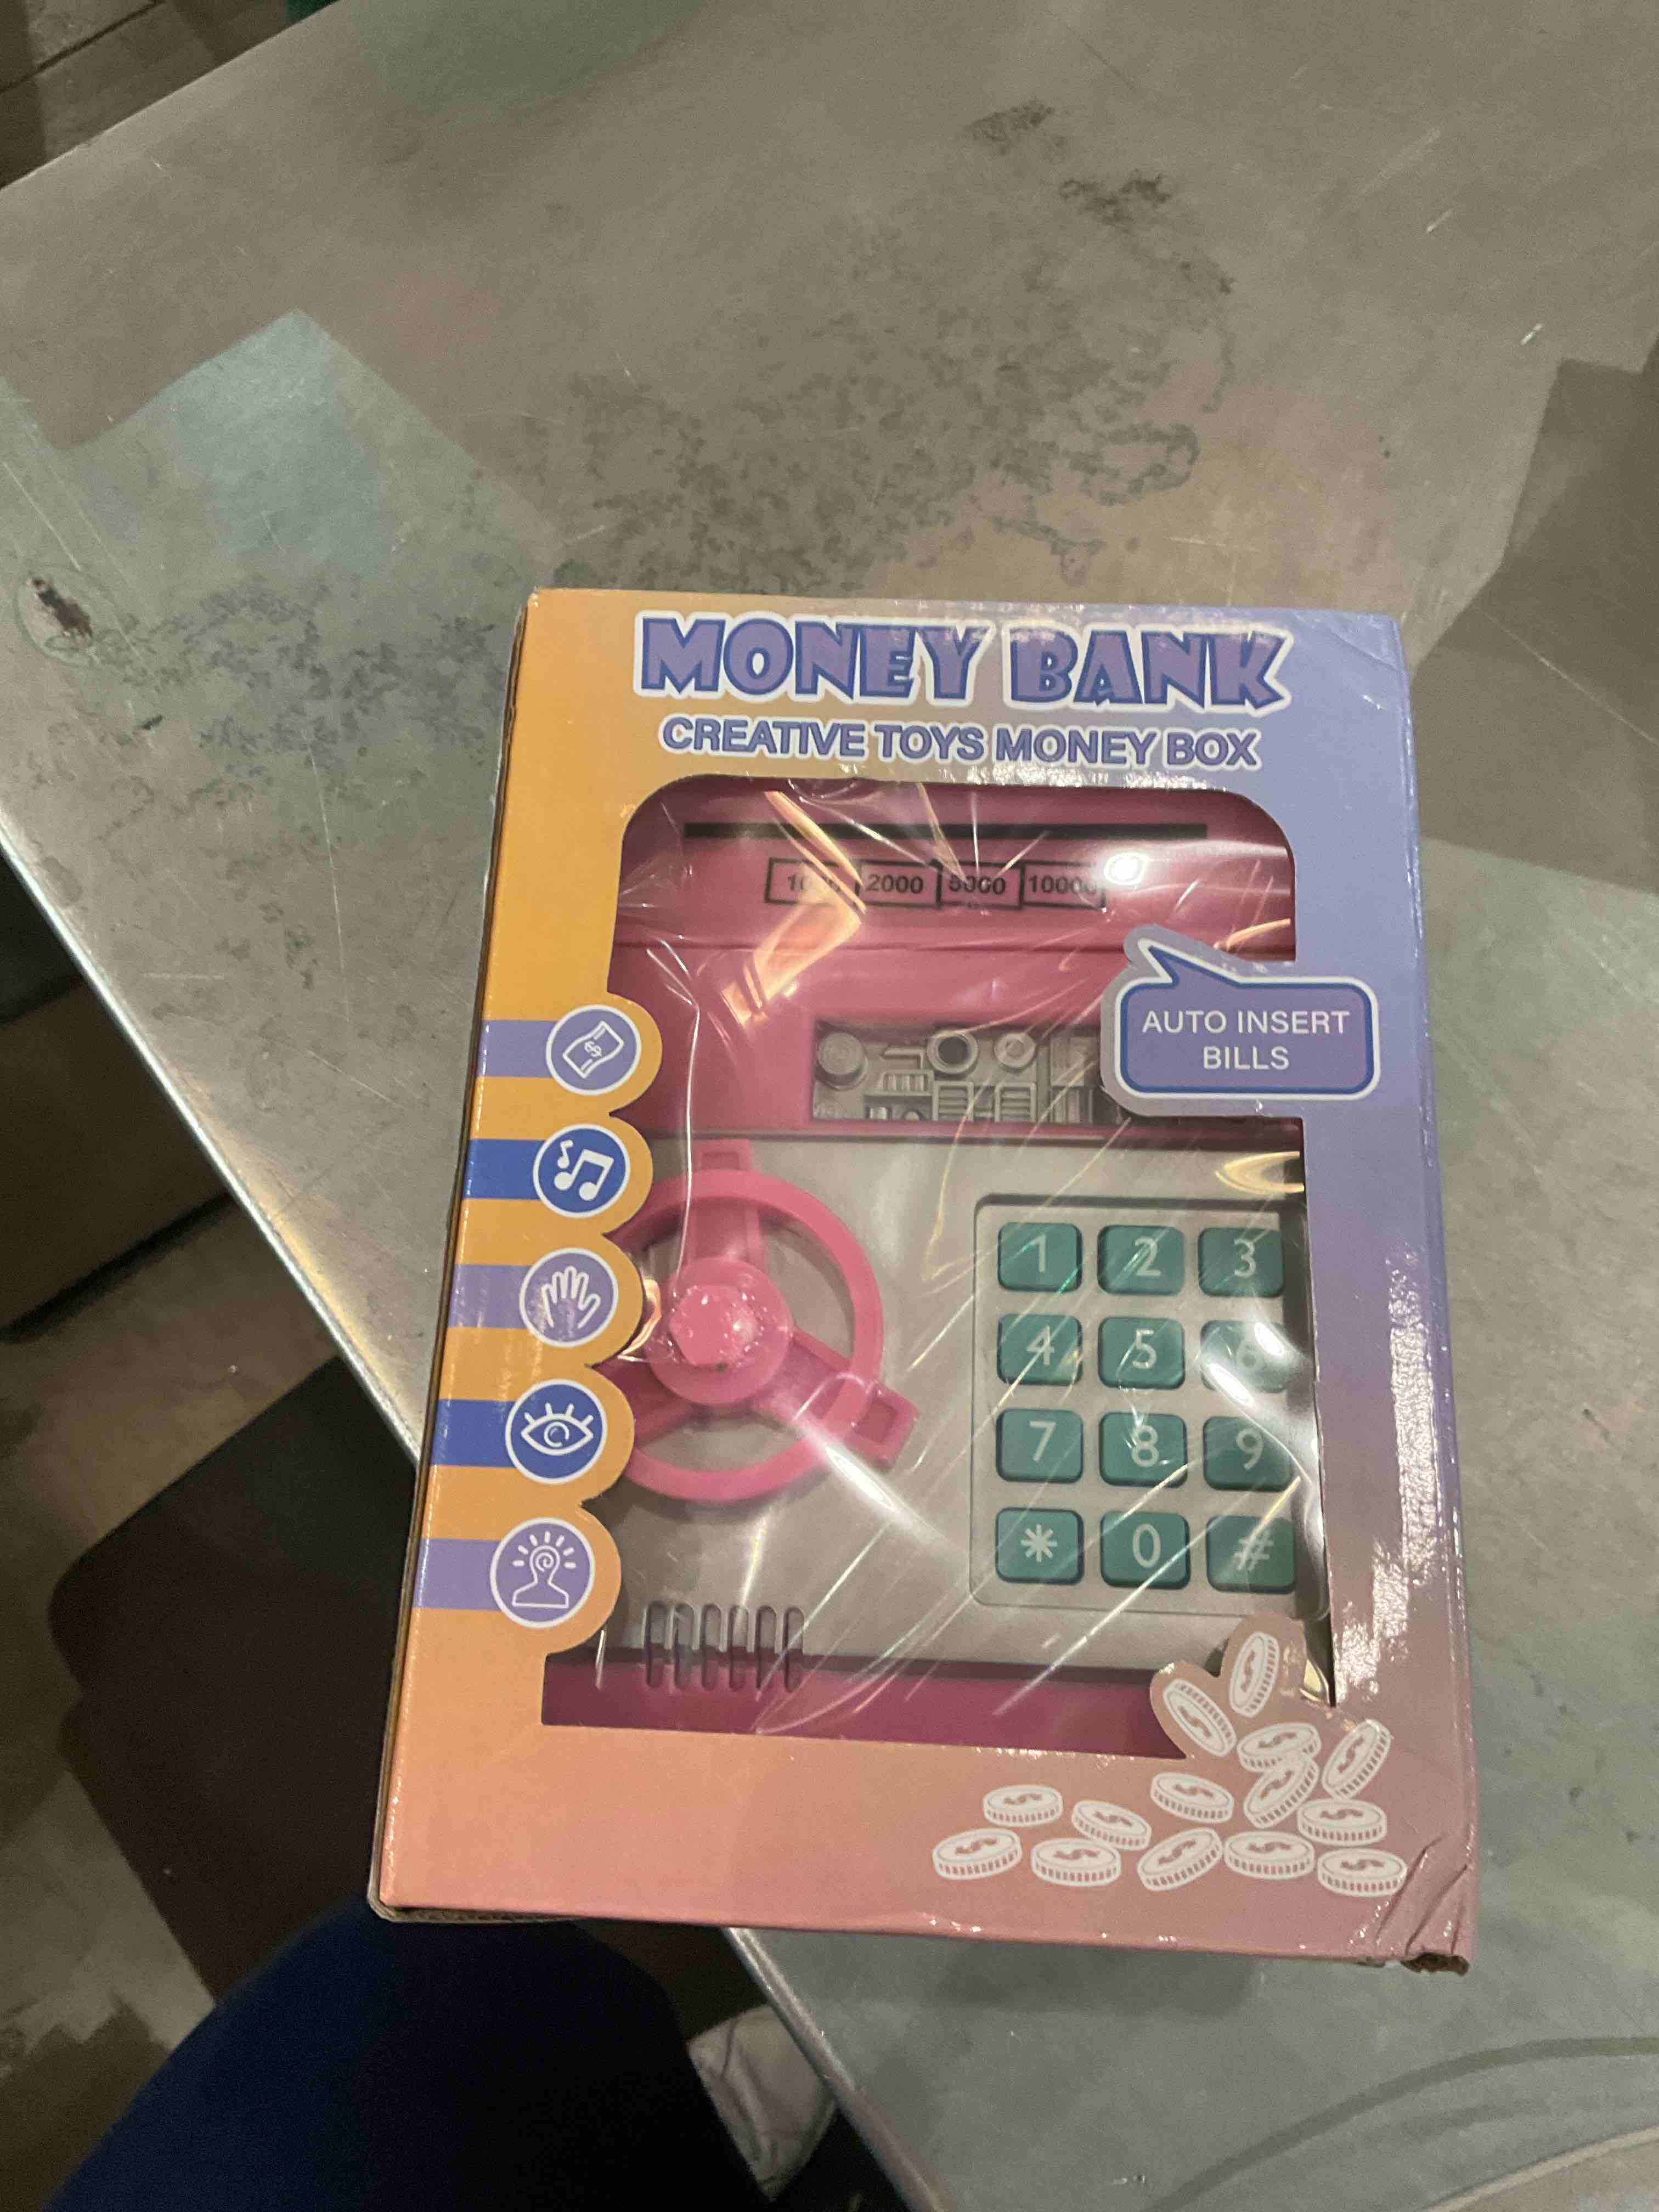 MONEY BANK
CREATIVE TOYS MONEY BOX
2000 5000 10000
AUTO INSERT
BILLS
1 2 3
4 5 6
7 8 9
* 0 #